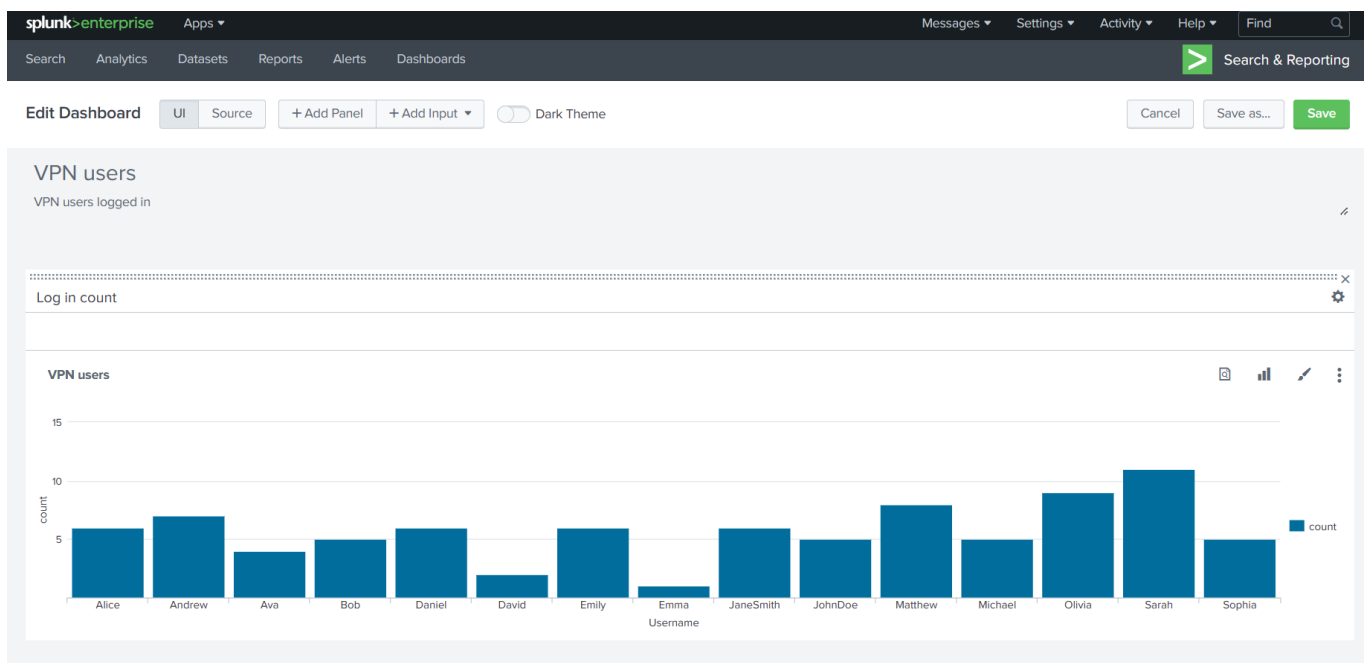 splunk>enterprise Apps Messages Settings Activity Help Find
Search Analytics Datasets Reports Alerts Dashboards Search & Reporting
Edit Dashboard UI Source + Add Panel + Add Input Dark Theme Cancel Save as... Save
VPN users
VPN users logged in
Log in count
VPN users
15
10
5
count
count
Alice Andrew Ava Bob Daniel David Emily Emma JaneSmith JohnDoe Matthew Michael Olivia Sarah Sophia
Username